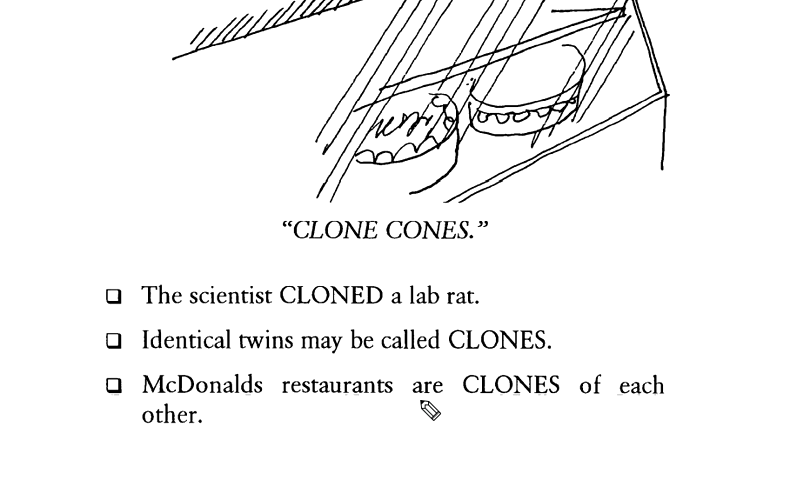 “CLONE CONES.”
❑ The scientist CLONED a lab rat.
❑ Identical twins may be called CLONES.
❑ McDonalds restaurants are CLONES of each
other.